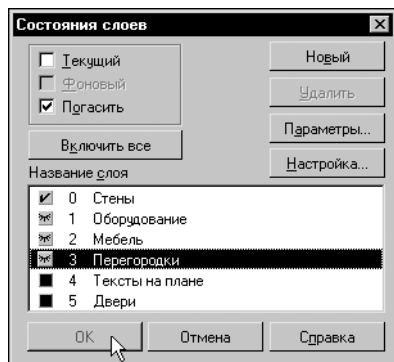 Состояния слоев
Текущий
Фоновый
Погасить
Включить все
Новый
Удалить
Параметры...
Настройка...
Название слоя
0 Стены
1 Оборудование
2 Мебель
3 Перегородки
4 Тексты на плане
5 Двери
OK Отмена Справка